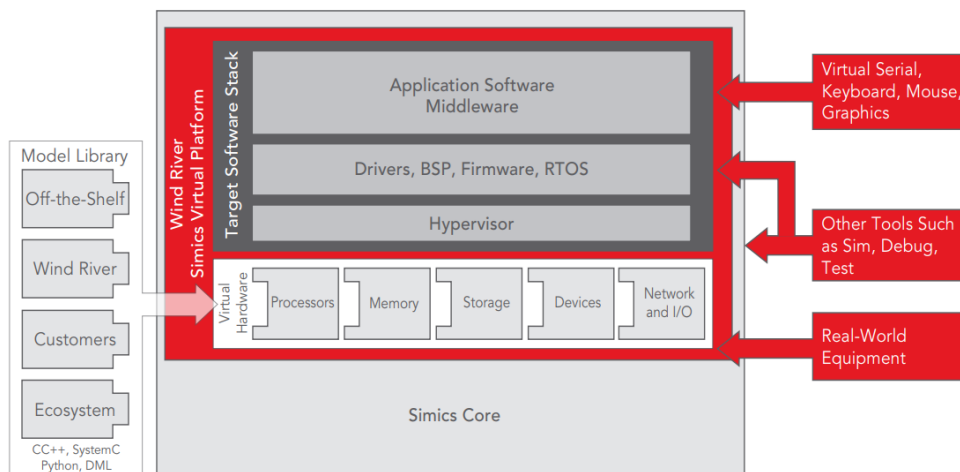 Model Library
Off-the-Shelf
Wind River
Customers
Ecosystem
CC++, SystemC
Python, DML
Wind River
Simics Virtual Platform
Target Software Stack
Application Software
Middleware
Drivers, BSP, Firmware, RTOS
Hypervisor
Virtual
Hardware
Processors
Memory
Storage
Devices
Network
and I/O
Simics Core
Virtual Serial,
Keyboard, Mouse,
Graphics
Other Tools Such
as Sim, Debug,
Test
Real-World
Equipment